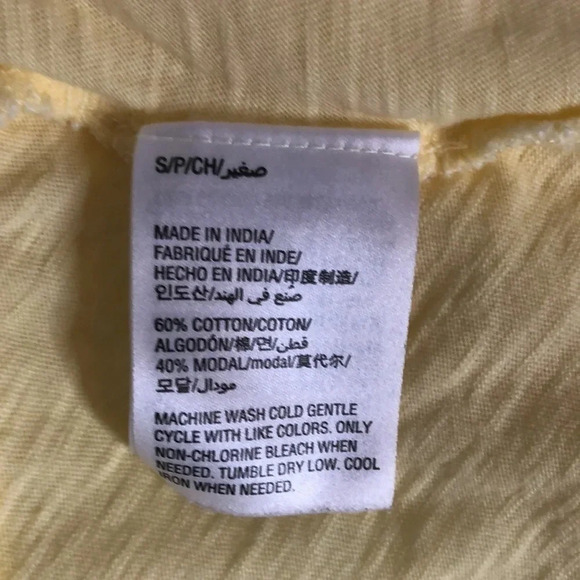 S/P/CH/صغير
MADE IN INDIA/
FABRIQUÉ EN INDE/
HECHO EN INDIA/印度制造/
인도산/صُنع في الهند
60% COTTON/COTON/
ALGODÓN/棉/면/قطن/
40% MODAL/modal/莫代尔/
모달/مودال
MACHINE WASH COLD GENTLE
CYCLE WITH LIKE COLORS. ONLY
NON-CHLORINE BLEACH WHEN
NEEDED. TUMBLE DRY LOW. COOL
IRON WHEN NEEDED.